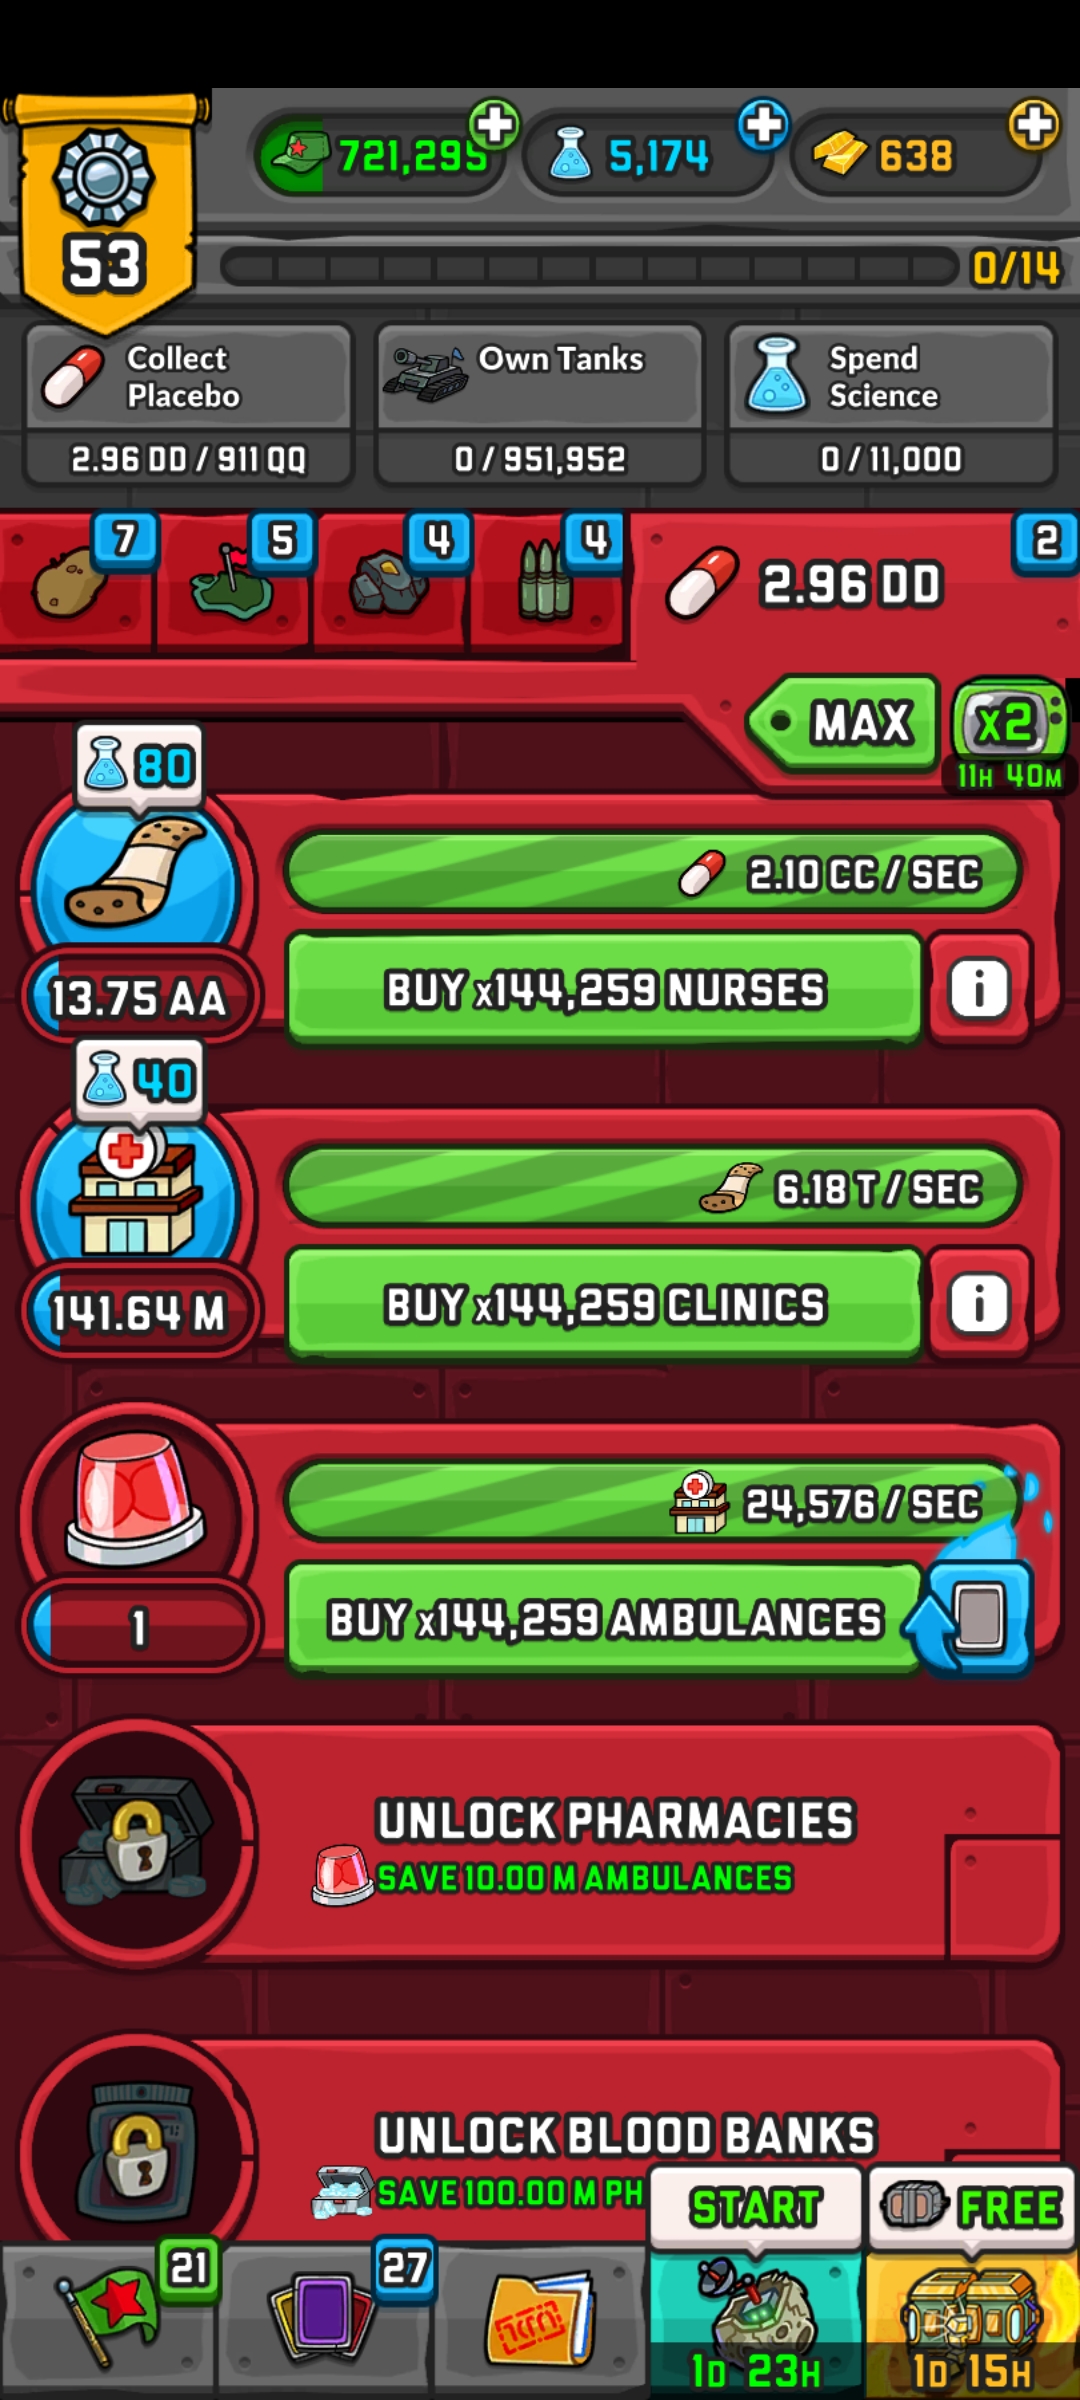 721,295
5,174
638
53
0/14
Collect
Placebo
Own Tanks
Spend
Science
2.96 DD / 911 QQ
0 / 951,952
0 / 11,000
7
5
4
4
2
2.96 DD
MAX
x2
11H 40M
80
2.10 CC / SEC
13.75 AA
BUY x144,259 NURSES
i
40
6.18 T / SEC
141.64 M
BUY x144,259 CLINICS
i
24,576 / SEC
1
BUY x144,259 AMBULANCES
UNLOCK PHARMACIES
SAVE 10.00 M AMBULANCES
UNLOCK BLOOD BANKS
SAVE 100.00 M PH
START
FREE
21
27
1D 23H
1D 15H